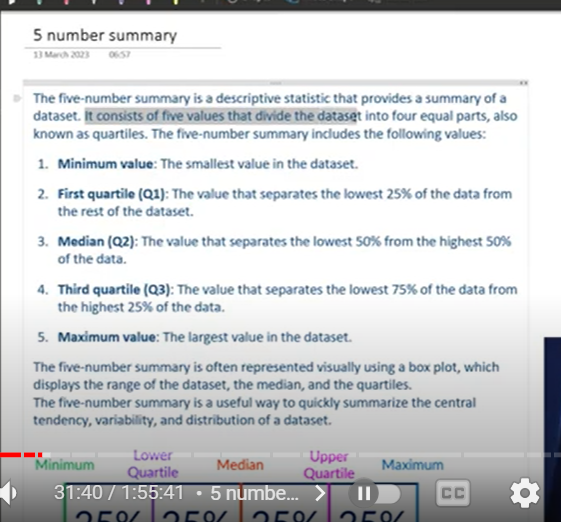 5 number summary
13 March 2023 06:57
The five-number summary is a descriptive statistic that provides a summary of a
dataset. It consists of five values that divide the dataset into four equal parts, also
known as quartiles. The five-number summary includes the following values:
1. Minimum value: The smallest value in the dataset.
2. First quartile (Q1): The value that separates the lowest 25% of the data from
the rest of the dataset.
3. Median (Q2): The value that separates the lowest 50% from the highest 50%
of the data.
4. Third quartile (Q3): The value that separates the lowest 75% of the data from
the highest 25% of the data.
5. Maximum value: The largest value in the dataset.
The five-number summary is often represented visually using a box plot, which
displays the range of the dataset, the median, and the quartiles.
The five-number summary is a useful way to quickly summarize the central
tendency, variability, and distribution of a dataset.
Minimum Lower Quartile Median Upper Quartile Maximum
31:40 / 1:55:41 • 5 numbe... CC
25% 25% 25% 25%